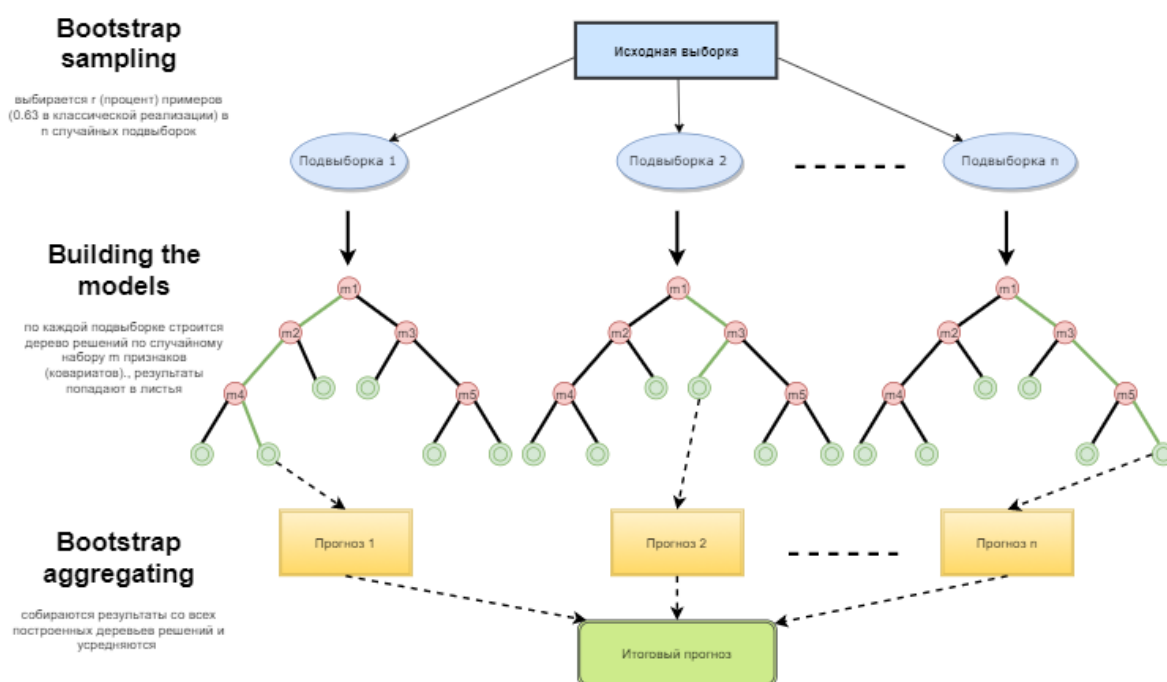 Bootstrap
sampling
выбирается r (процент) примеров
(0.63 в классической реализации) в
n случайных подвыборок
Исходная выборка
Подвыборка 1
Подвыборка 2
Подвыборка n
Building the
models
по каждой подвыборке строится
дерево решений по случайному
набору m признаков
(ковариатов)., результаты
попадают в листья
m1
m2
m3
m4
m5
m1
m2
m3
m4
m5
m1
m2
m3
m4
m5
Bootstrap
aggregating
собираются результаты со всех
построенных деревьев решений и
усредняются
Прогноз 1
Прогноз 2
Прогноз n
Итоговый прогноз